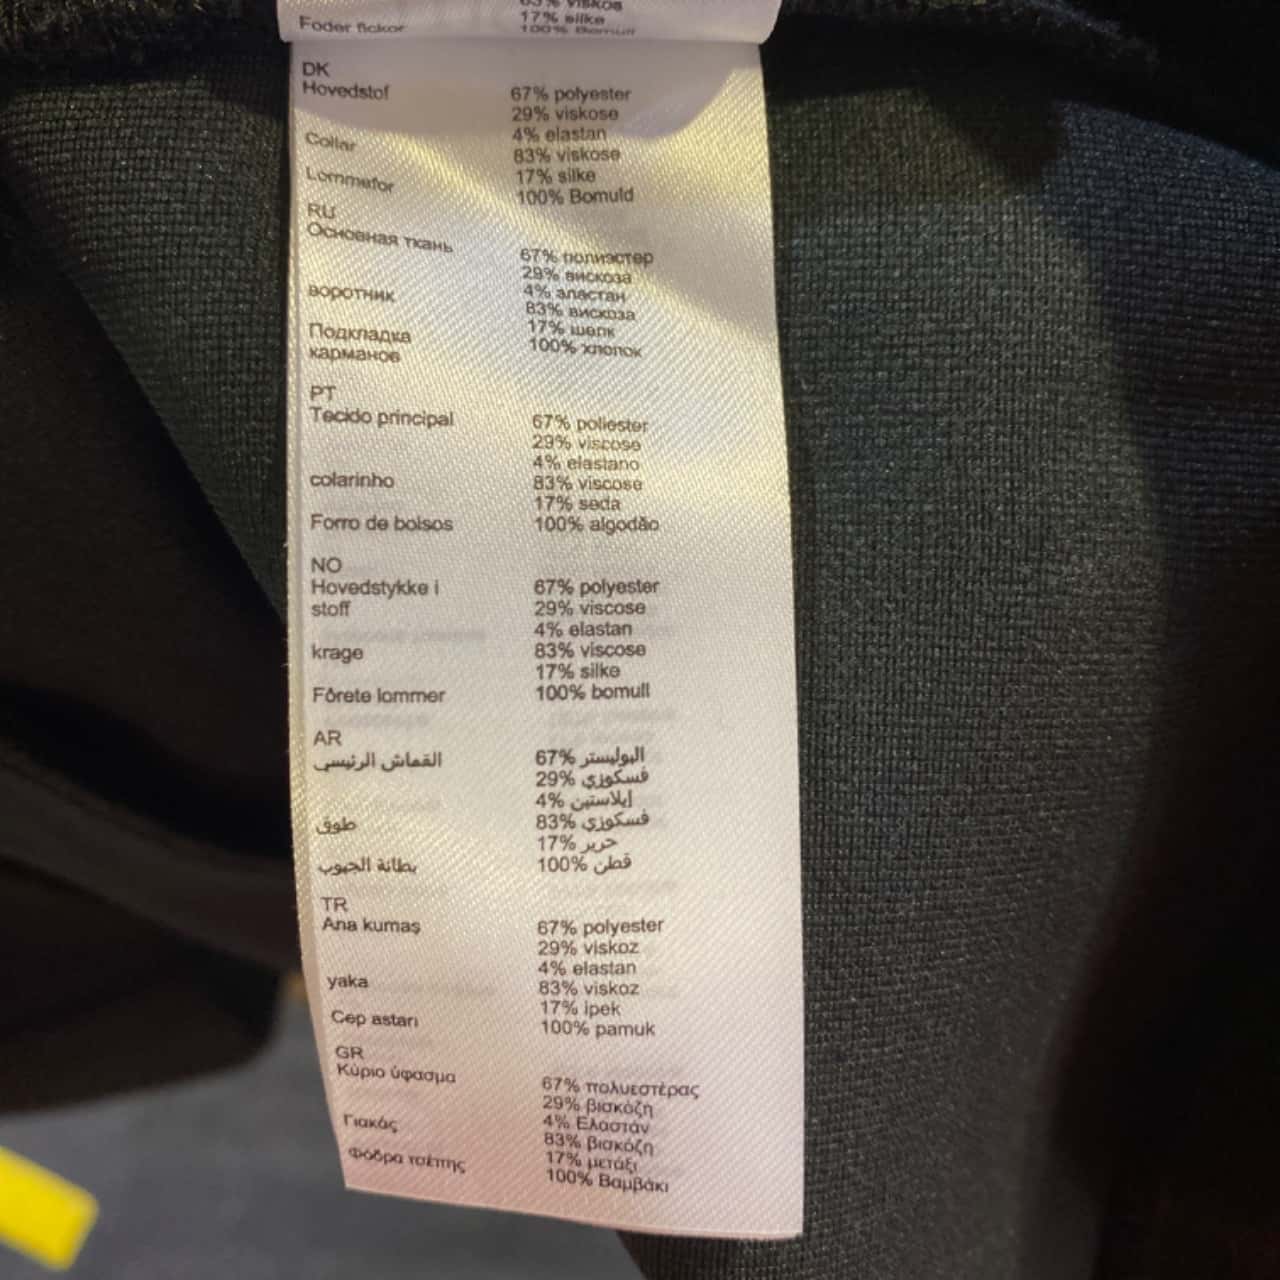 83% viskos
17% silke
Foder fickor 100% Bomull
DK
Hovedstof 67% polyester
29% viskose
4% elastan
Collar 83% viskose
17% silke
Lommefor 100% Bomuld
RU
Основная ткань 67% полиэстер
29% вискоза
4% эластан
воротник 83% вискоза
17% шелк
Подкладка 100% хлопок
карманов
PT
Tecido principal 67% poliester
29% viscose
4% elastano
colarinho 83% viscose
17% seda
Forro de bolsos 100% algodão
NO
Hovedstykke i 67% polyester
stoff 29% viscose
4% elastan
krage 83% viscose
17% silke
Fôrete lommer 100% bomull
AR
القماش الرئيسي 67% البوليستر
29% فسكوزي
4% إيلاستين
طوق 83% فسكوزي
17% حرير
بطانة الجيوب 100% قطن
TR
Ana kumaş 67% polyester
29% viskoz
4% elastan
yaka 83% viskoz
17% ipek
Cep astarı 100% pamuk
GR
Κύριο ύφασμα 67% πολυεστέρας
29% βισκόζη
4% Ελαστάν
Γιακάς 83% βισκόζη
17% μετάξι
Φόδρα τσέπης 100% Βαμβάκι